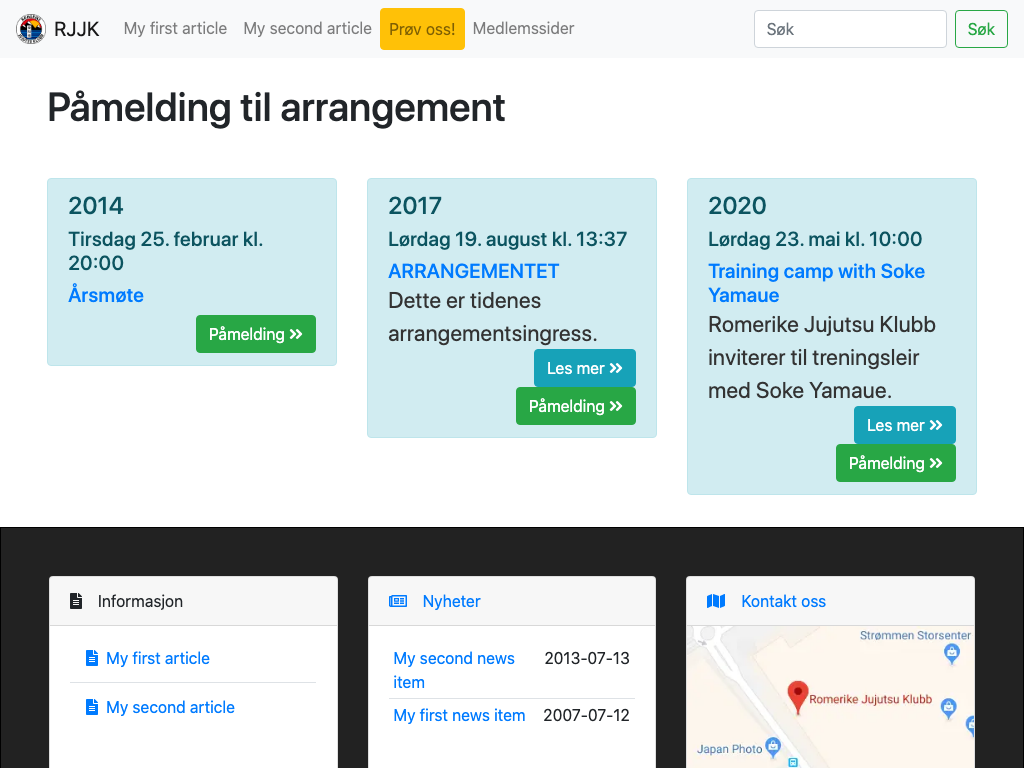 RJJK My first article My second article Prøv oss! Medlemssider Søk Søk
Påmelding til arrangement
2014
Tirsdag 25. februar kl.
20:00
Årsmøte
Påmelding »
2017
Lørdag 19. august kl. 13:37
ARRANGEMENTET
Dette er tidenes
arrangementsingress.
Les mer »
Påmelding »
2020
Lørdag 23. mai kl. 10:00
Training camp with Soke
Yamaue
Romerike Jujutsu Klubb
inviterer til treningsleir
med Soke Yamaue.
Les mer »
Påmelding »
Informasjon
My first article
My second article
Nyheter
My second news 2013-07-13
item
My first news item 2007-07-12
Kontakt oss
Strømmen Storsenter
Romerike Jujutsu Klubb
Japan Photo